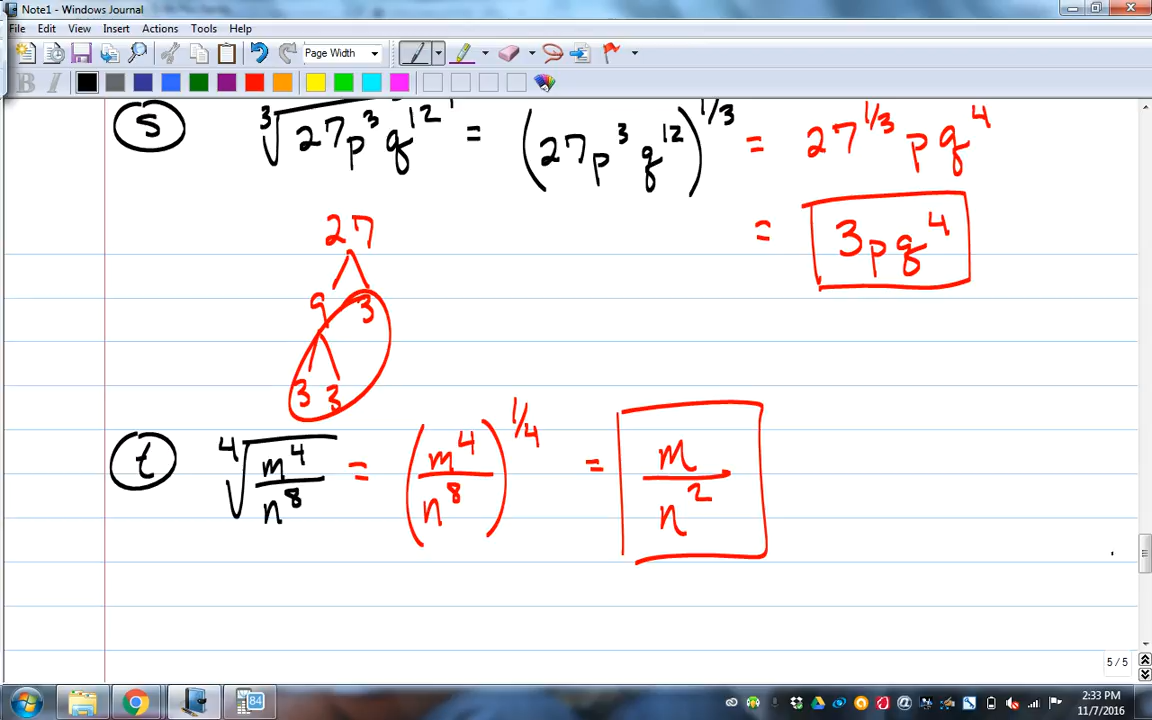 Note1 - Windows Journal
File Edit View Insert Actions Tools Help
Page Width
B I
s ∛27p³q¹² = (27p³q¹²)^1/3 = 27^1/3 pq⁴
= 3pq⁴
27
9 3
3 3
t ∜(m⁴/n⁸) = (m⁴/n⁸)^1/4 = m/n²
5 / 5
84
2:33 PM
11/7/2016